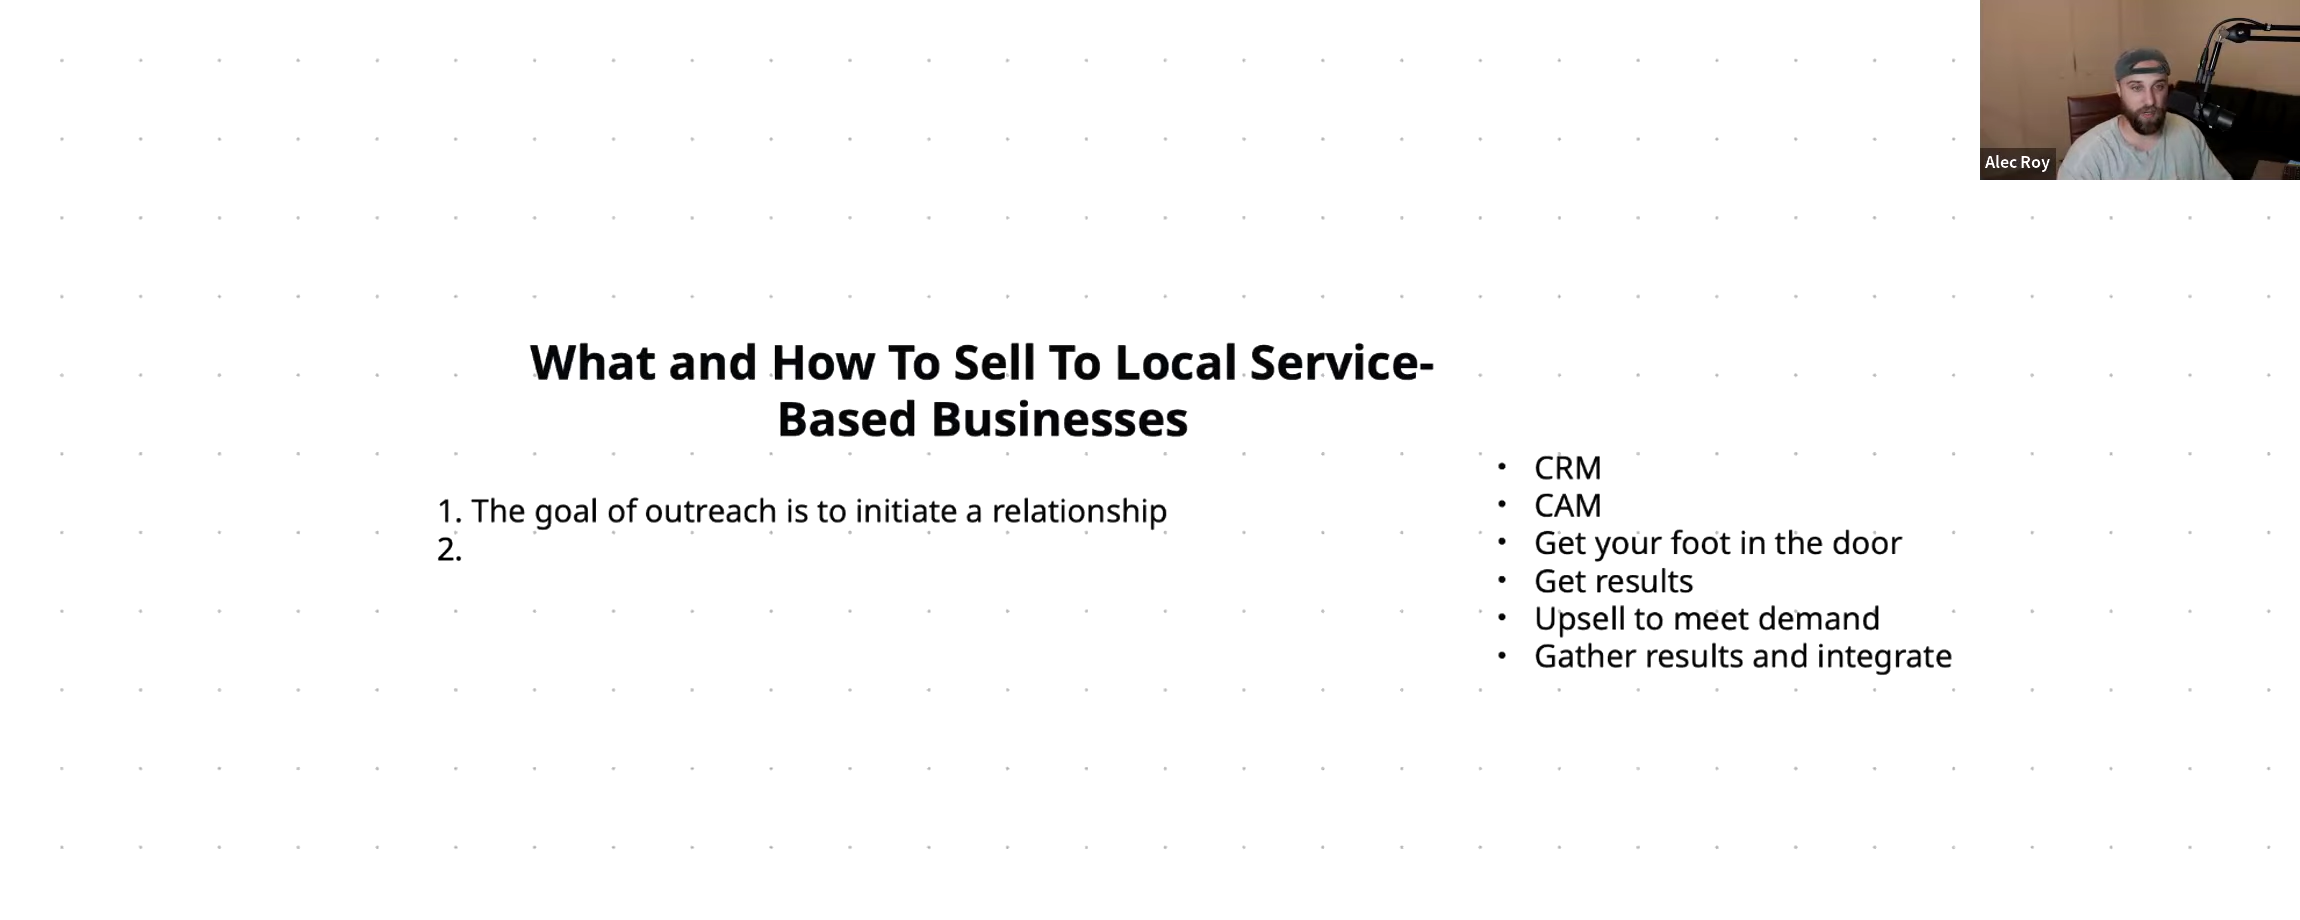 Alec Roy
What and How To Sell To Local Service-
Based Businesses
1. The goal of outreach is to initiate a relationship
2.
• CRM
• CAM
• Get your foot in the door
• Get results
• Upsell to meet demand
• Gather results and integrate